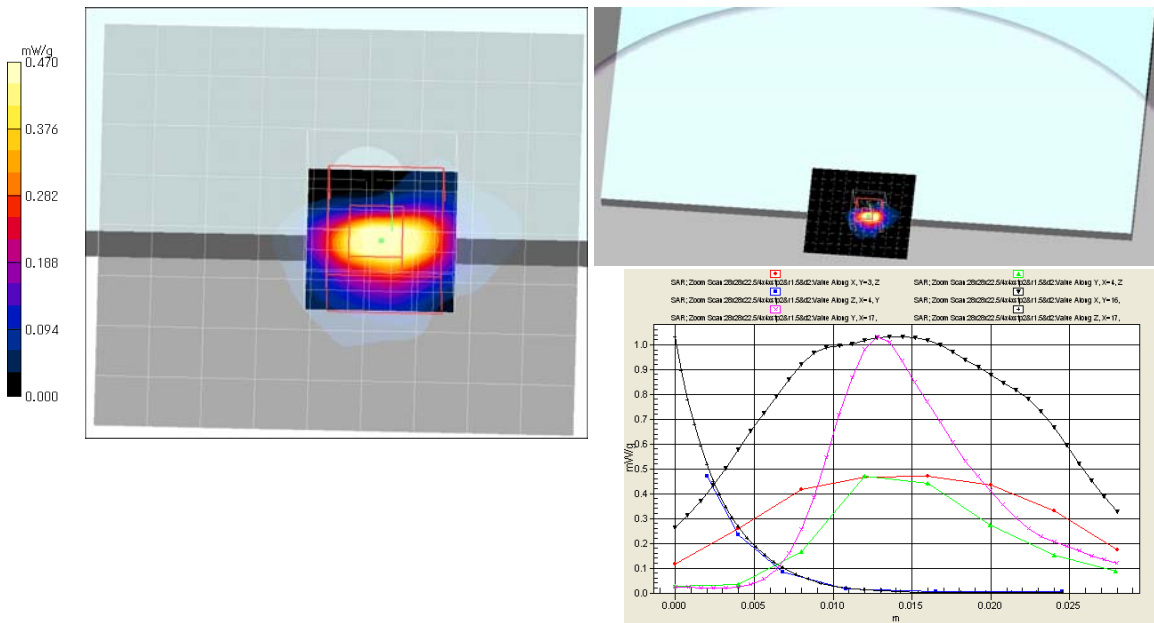 mW/g
0.470
0.376
0.282
0.188
0.094
0.000
SAR; Zoom Scan:28x28x22.5/4x4xstp2&r1.5&d2:Value Along X, Y=3, Z
SAR; Zoom Scan:28x28x22.5/4x4xstp2&r1.5&d2:Value Along Y, X=4, Z
SAR; Zoom Scan:28x28x22.5/4x4xstp2&r1.5&d2:Value Along Z, X=4, Y
SAR; Zoom Scan:28x28x22.5/4x4xstp2&r1.5&d2:Value Along X, Y=16,
SAR; Zoom Scan:28x28x22.5/4x4xstp2&r1.5&d2:Value Along Y, X=17,
SAR; Zoom Scan:28x28x22.5/4x4xstp2&r1.5&d2:Value Along Z, X=17,
1.0
0.9
0.8
0.7
0.6
mW/g
0.5
0.4
0.3
0.2
0.1
0.0
0.000 0.005 0.010 0.015 0.020 0.025
m